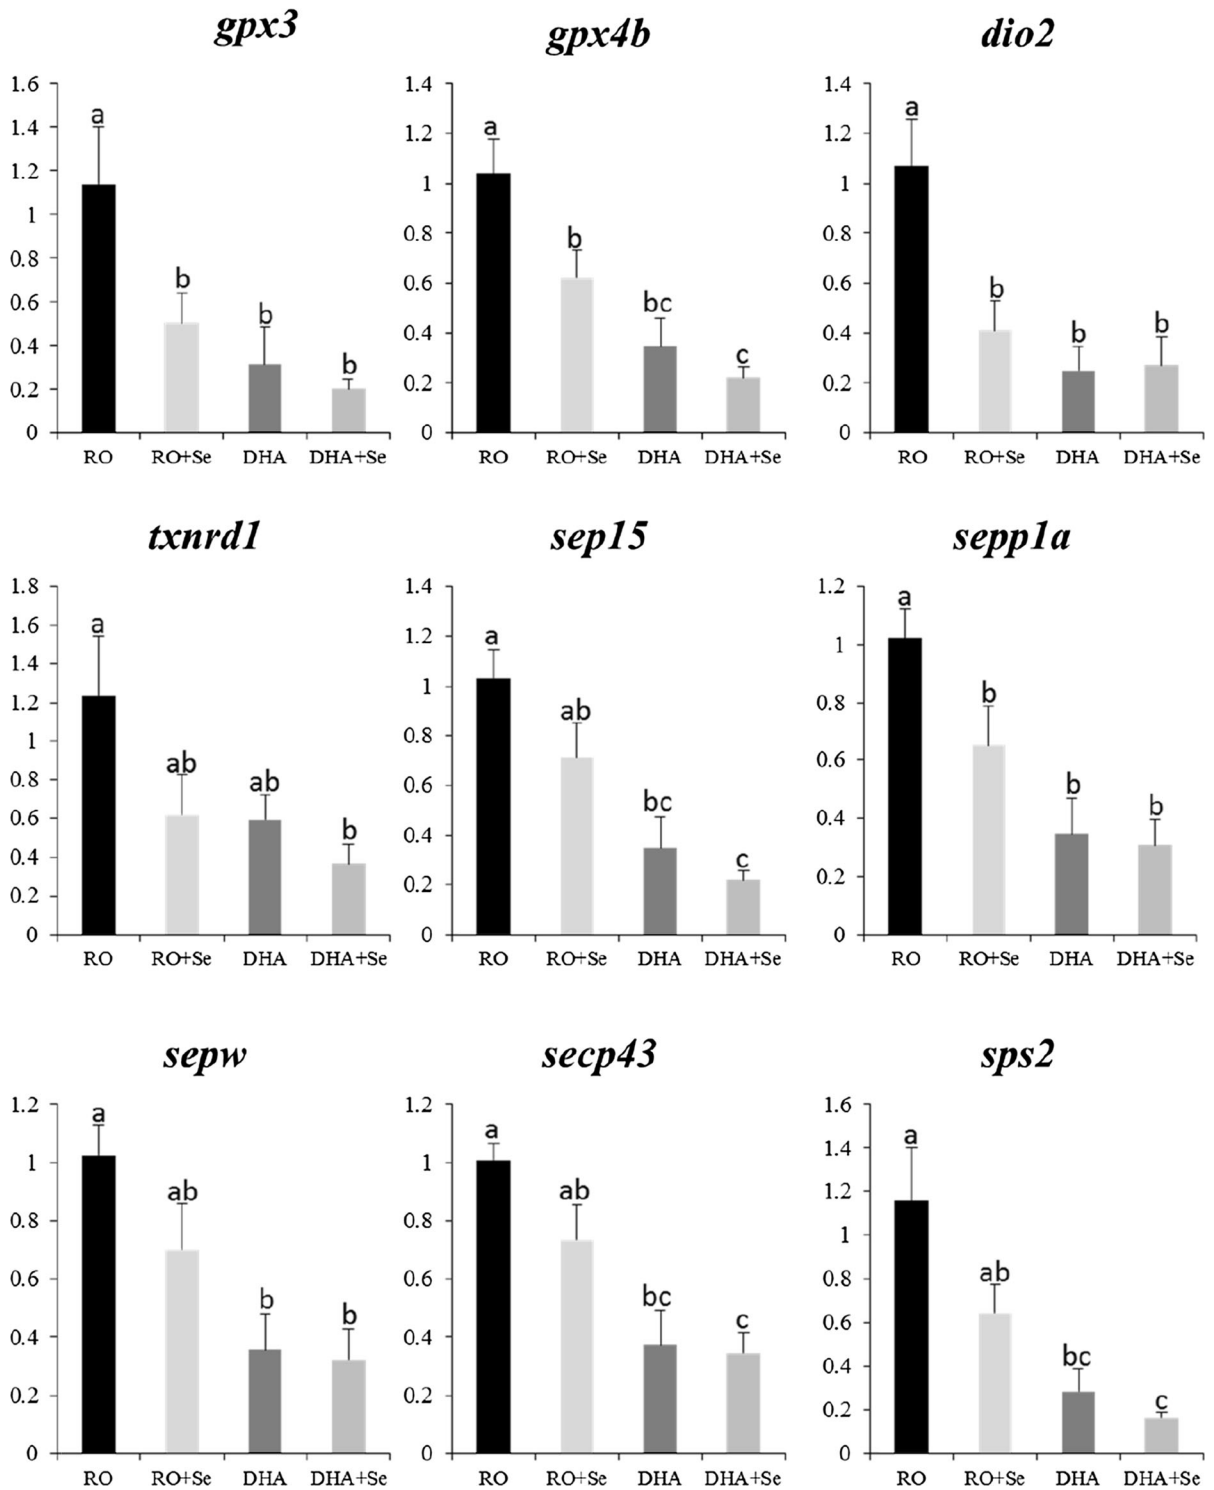 gpx3
1.6
1.4
1.2
1
0.8
0.6
0.4
0.2
0
a
b
b
b
RO RO+Se DHA DHA+Se
gpx4b
1.4
1.2
1
0.8
0.6
0.4
0.2
0
a
b
bc
c
RO RO+Se DHA DHA+Se
dio2
1.4
1.2
1
0.8
0.6
0.4
0.2
0
a
b
b
b
RO RO+Se DHA DHA+Se
txnrd1
1.8
1.6
1.4
1.2
1
0.8
0.6
0.4
0.2
0
a
ab
ab
b
RO RO+Se DHA DHA+Se
sep15
1.4
1.2
1
0.8
0.6
0.4
0.2
0
a
ab
bc
c
RO RO+Se DHA DHA+Se
sepp1a
1.2
1
0.8
0.6
0.4
0.2
0
a
b
b
b
RO RO+Se DHA DHA+Se
sepw
1.2
1
0.8
0.6
0.4
0.2
0
a
ab
b
b
RO RO+Se DHA DHA+Se
secp43
1.2
1
0.8
0.6
0.4
0.2
0
a
ab
bc
c
RO RO+Se DHA DHA+Se
sps2
1.6
1.4
1.2
1
0.8
0.6
0.4
0.2
0
a
ab
bc
c
RO RO+Se DHA DHA+Se